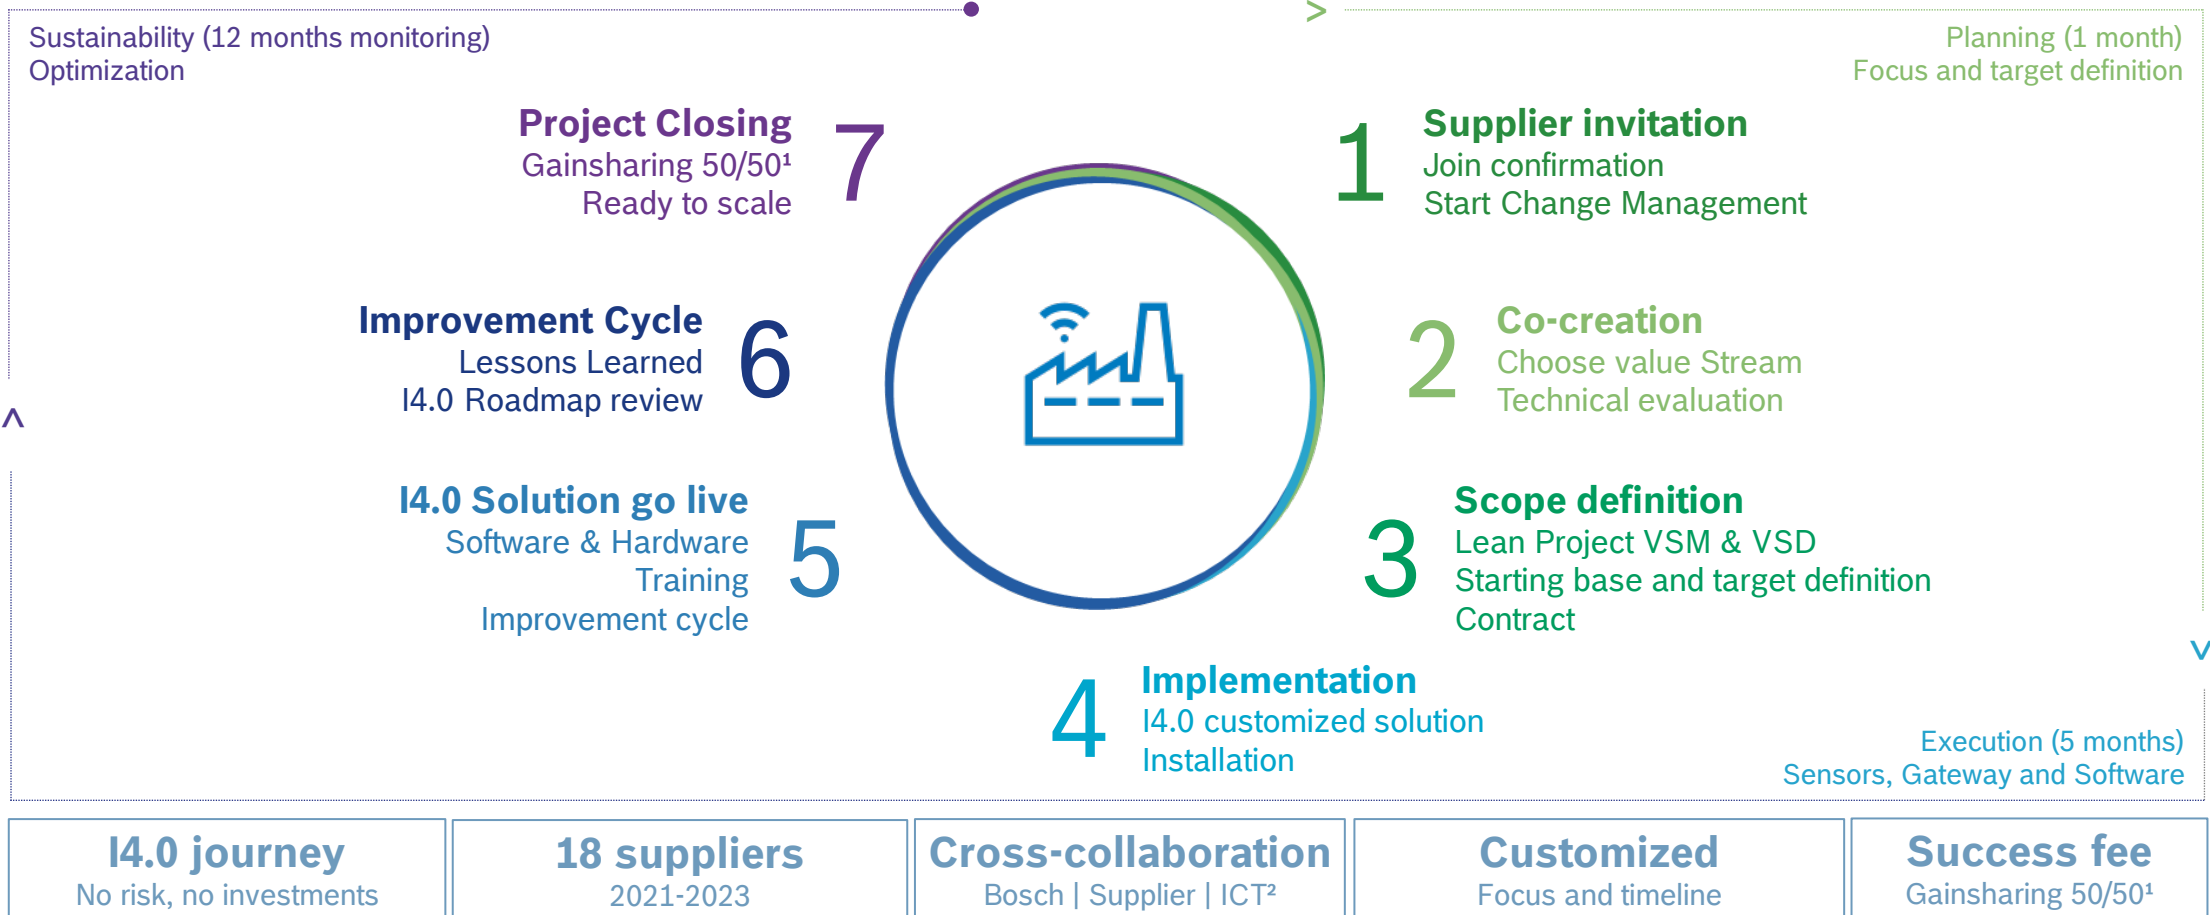 Sustainability (12 months monitoring)
Optimization
>
Planning (1 month)
Focus and target definition
Project Closing
Gainsharing 50/50¹
Ready to scale
7
1
Supplier invitation
Join confirmation
Start Change Management
Improvement Cycle
Lessons Learned
I4.0 Roadmap review
6
2
Co-creation
Choose value Stream
Technical evaluation
I4.0 Solution go live
Software & Hardware
Training
Improvement cycle
5
3
Scope definition
Lean Project VSM & VSD
Starting base and target definition
Contract
4
Implementation
I4.0 customized solution
Installation
Execution (5 months)
Sensors, Gateway and Software
I4.0 journey
No risk, no investments
18 suppliers
2021-2023
Cross-collaboration
Bosch | Supplier | ICT²
Customized
Focus and timeline
Success fee
Gainsharing 50/50¹